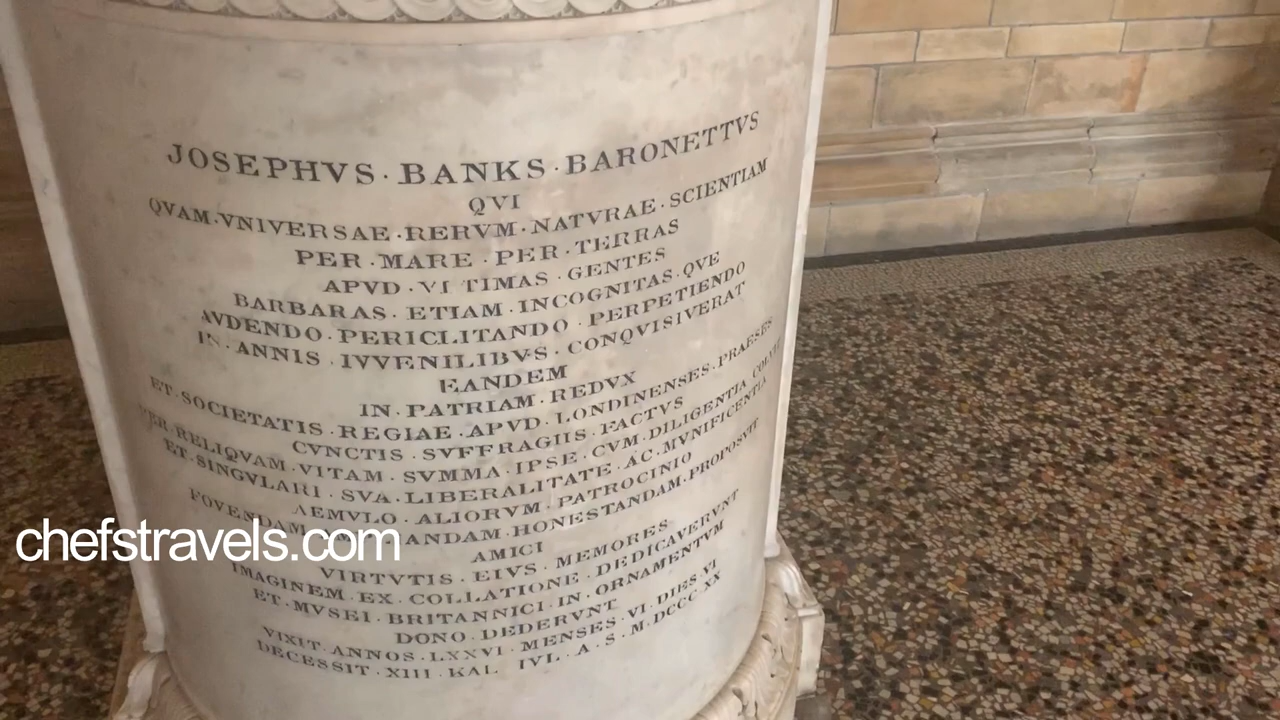 JOSEPHVS · BANKS · BARONETTVS
QVI
QVAM · VNIVERSAE · RERVM · NATVRAE · SCIENTIAM
PER · MARE · PER · TERRAS
APVD · GENTES
BARBARAS · ETIAM · INCOGNITAS · QVE
AVDENDO · PERICLITANDO · PERPETIENDO
IN · ANNIS · IVVENILIBVS · CONQVISIVERAT
EANDEM
IN · PATRIAM · REDVX
ET · SOCIETATIS · REGIAE · APVD · LONDINENSES · PRAESES
CVNCTIS · SVFFRAGIIS · FACTVS
PER · RELIQVAM · VITAM · SVMMA · IPSE · CVM · DILIGENTIA
ET · SINGVLARI · SVA · LIBERALITATE · AC · MVNIFICENTIA
AEMVLO · ALIORVM · PATROCINIO
FOVENDAM HONESTANDAM · PROPOSVIT
AMICI
VIRTVTIS · EIVS · MEMORES
IMAGINEM · EX · COLLATIONE · DEDICAVERVNT
ET · MVSEI · BRITANNICI · IN · ORNAMENTVM
DONO · DEDERVNT
VIXIT · ANNOS · LXXVI · MENSES · VI · DIES · VI
DECESSIT · XIII · KAL · IVL · A · S · M · DCCC · XX
chefstravels.com